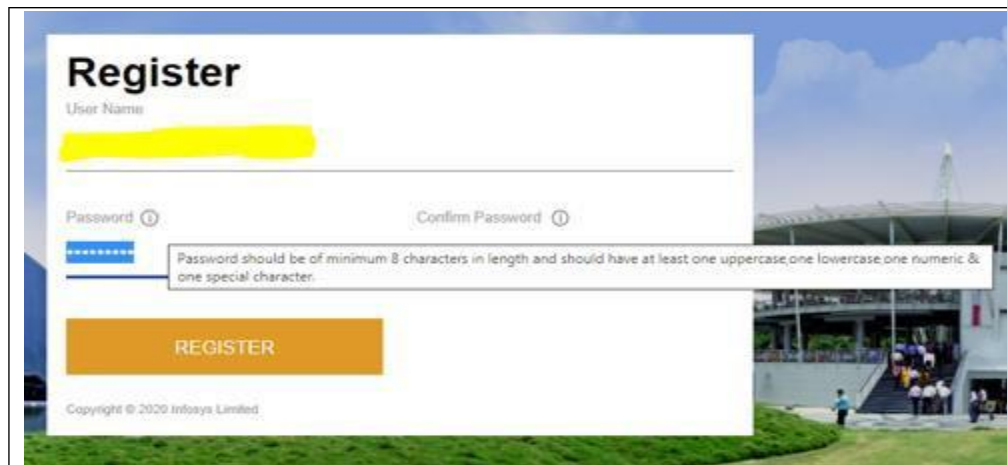 Register
User Name
Password
Confirm Password
Password should be of minimum 8 characters in length and should have at least one uppercase,one lowercase,one numeric &
one special character.
REGISTER
Copyright © 2020 Infosys Limited